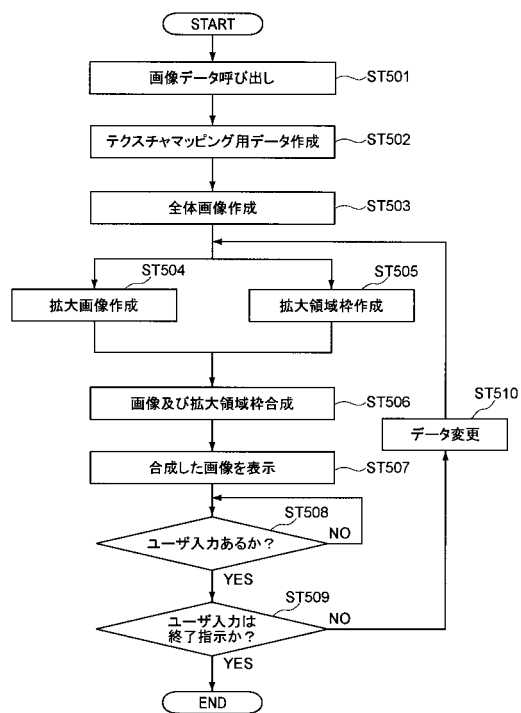 START
画像データ呼び出し
ST501
テクスチャマッピング用データ作成
ST502
全体画像作成
ST503
ST504
拡大画像作成
ST505
拡大領域枠作成
画像及び拡大領域枠合成
ST506
ST510
データ変更
合成した画像を表示
ST507
ST508
ユーザ入力あるか？
NO
YES
ST509
ユーザ入力は
終了指示か？
NO
YES
END